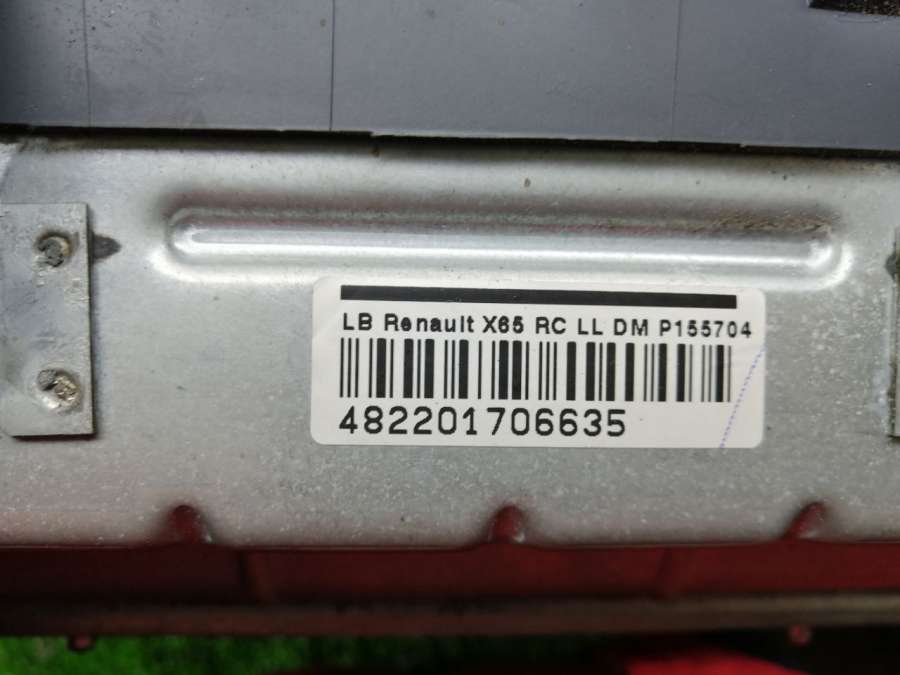 LB Renault X65 RC LL DM P155704
482201706635